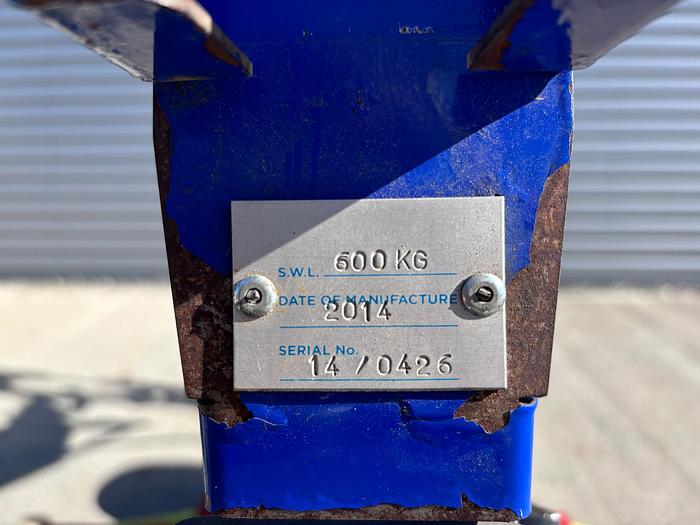 S.W.L. 600 KG
DATE OF MANUFACTURE
2014
SERIAL No.
14/0426